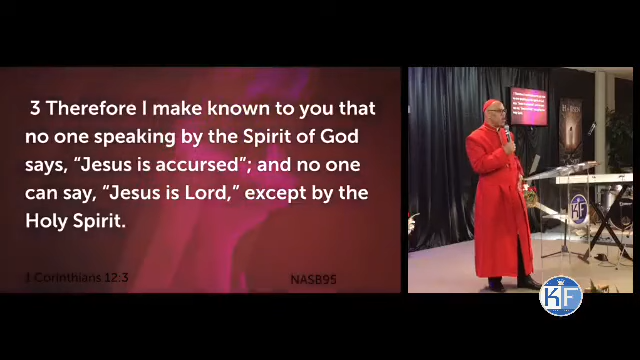 3 Therefore I make known to you that
no one speaking by the Spirit of God
says, “Jesus is accursed”; and no one
can say, “Jesus is Lord,” except by the
Holy Spirit.
1 Corinthians 12:3 NASB95
KF
KF